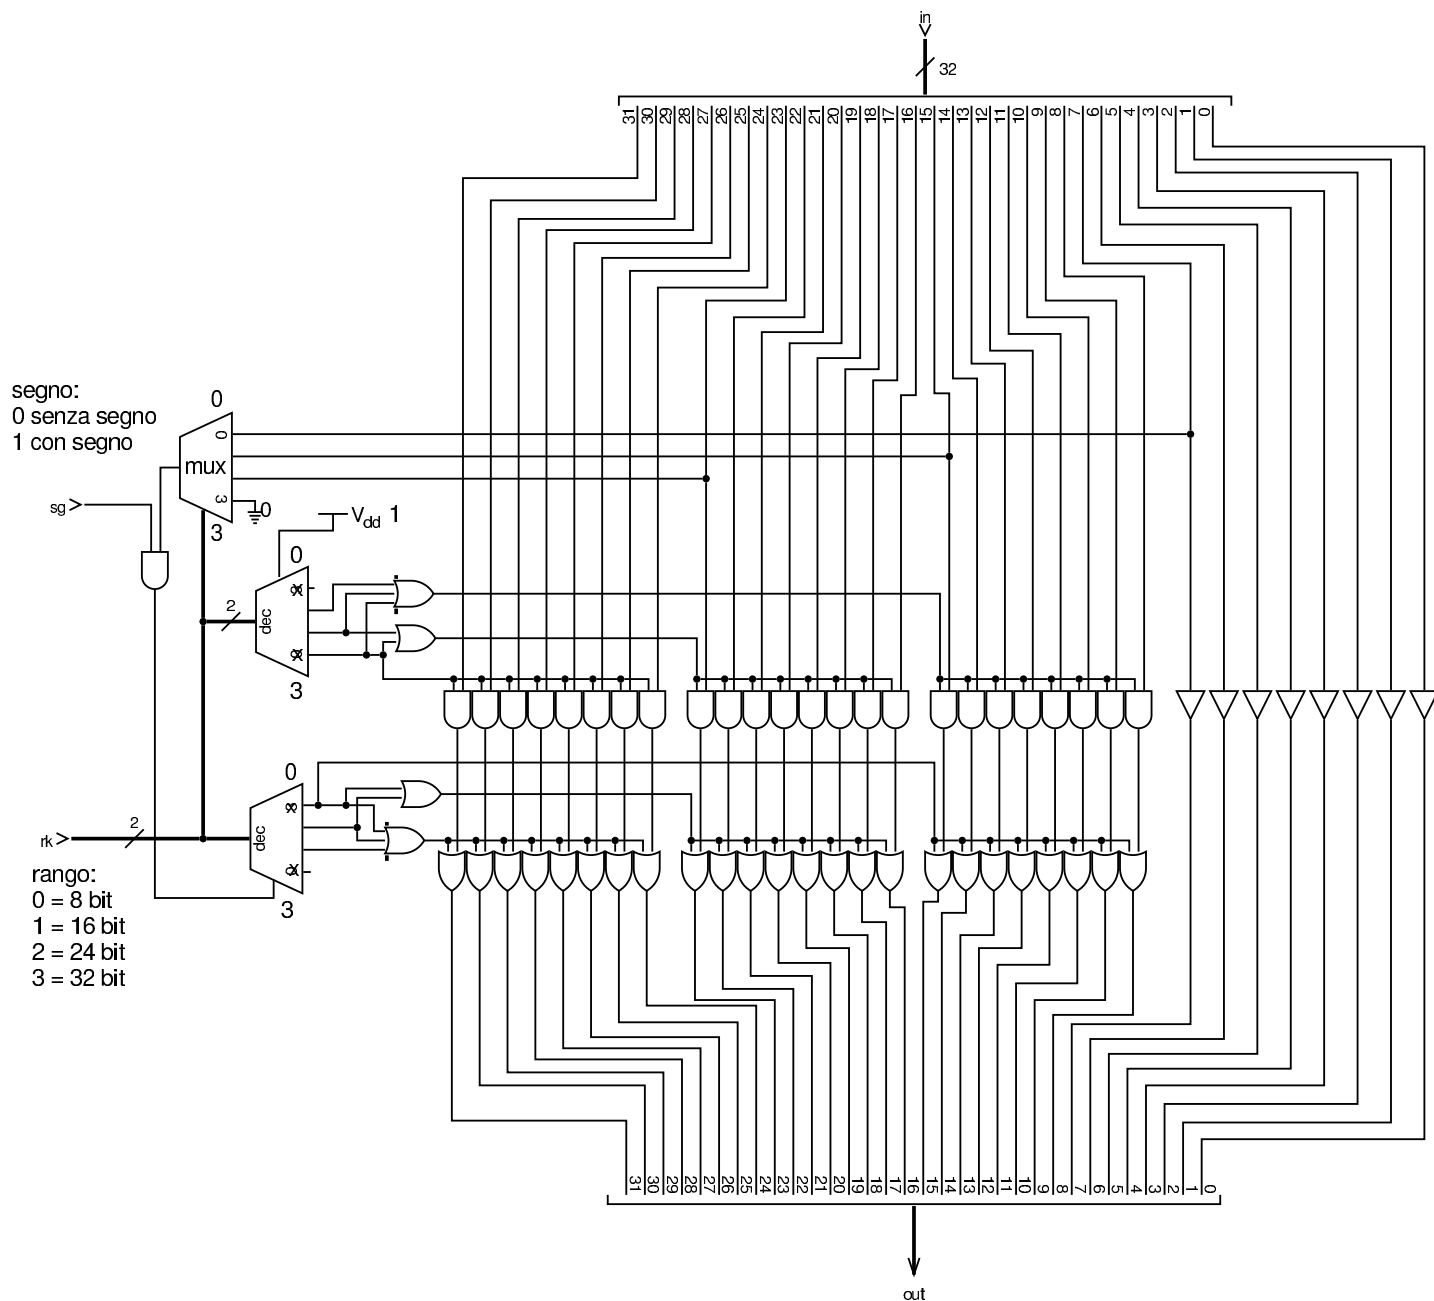 in
32
31 30 29 28 27 26 25 24 23 22 21 20 19 18 17 16 15 14 13 12 11 10 9 8 7 6 5 4 3 2 1 0
segno:
0 senza segno
1 con segno
0
0
mux
3
0
3
sg
Vdd 1
0
2
dec
3
0
2
rk
dec
3
rango:
0 = 8 bit
1 = 16 bit
2 = 24 bit
3 = 32 bit
31 30 29 28 27 26 25 24 23 22 21 20 19 18 17 16 15 14 13 12 11 10 9 8 7 6 5 4 3 2 1 0
out